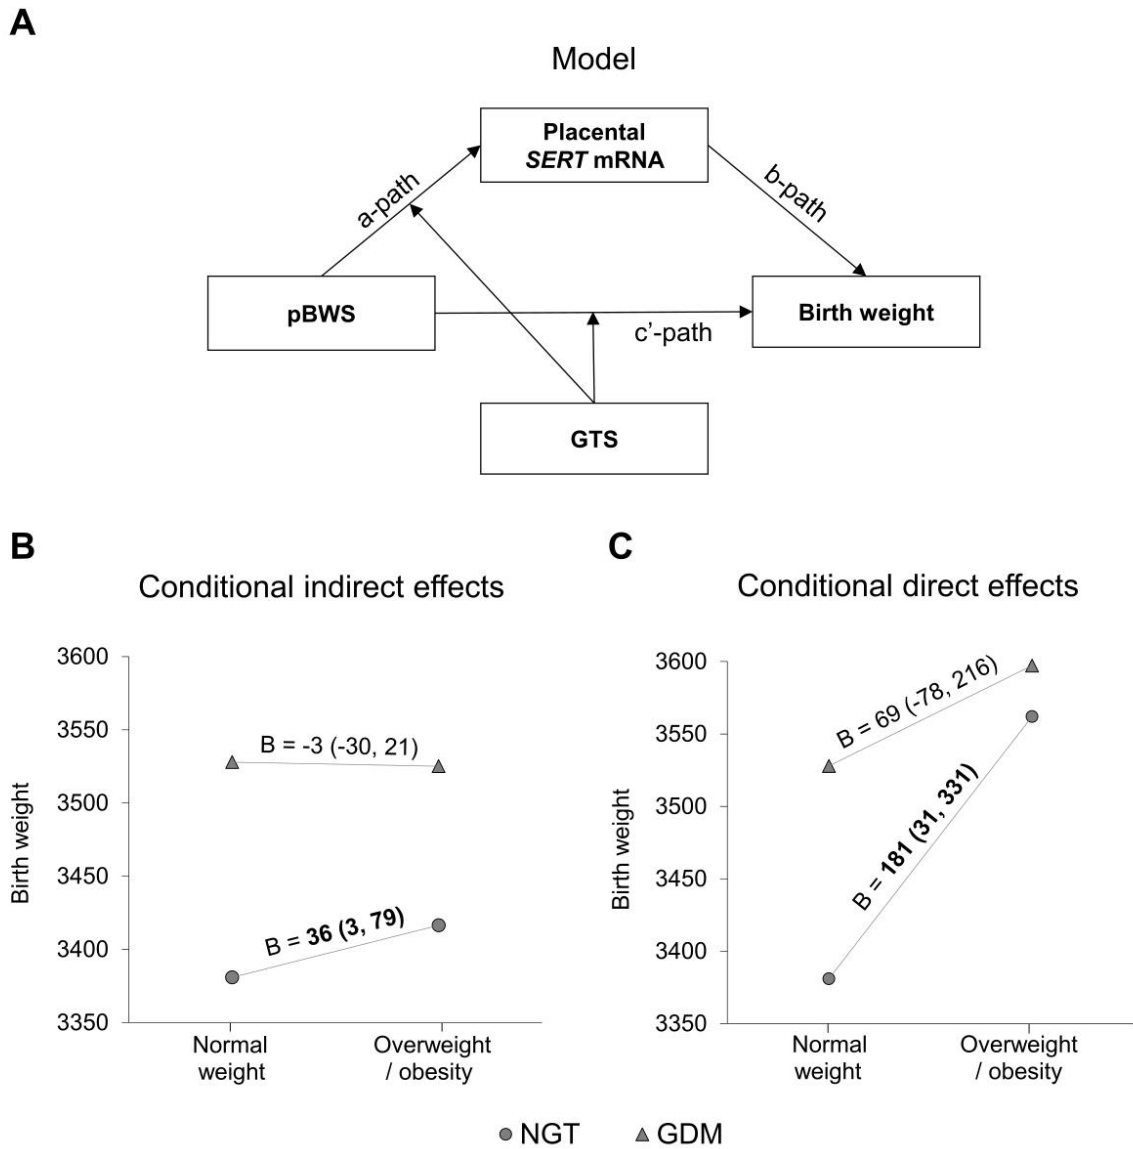 A
Model
Placental
SERT mRNA
a-path
b-path
pBWS
Birth weight
c’-path
GTS
B
Conditional indirect effects
3600
3550
3500
3450
3400
3350
Birth weight
B = -3 (-30, 21)
B = 36 (3, 79)
Normal
weight
Overweight
/ obesity
C
Conditional direct effects
3600
3550
3500
3450
3400
3350
Birth weight
B = 69 (-78, 216)
B = 181 (31, 331)
Normal
weight
Overweight
/ obesity
NGT
GDM